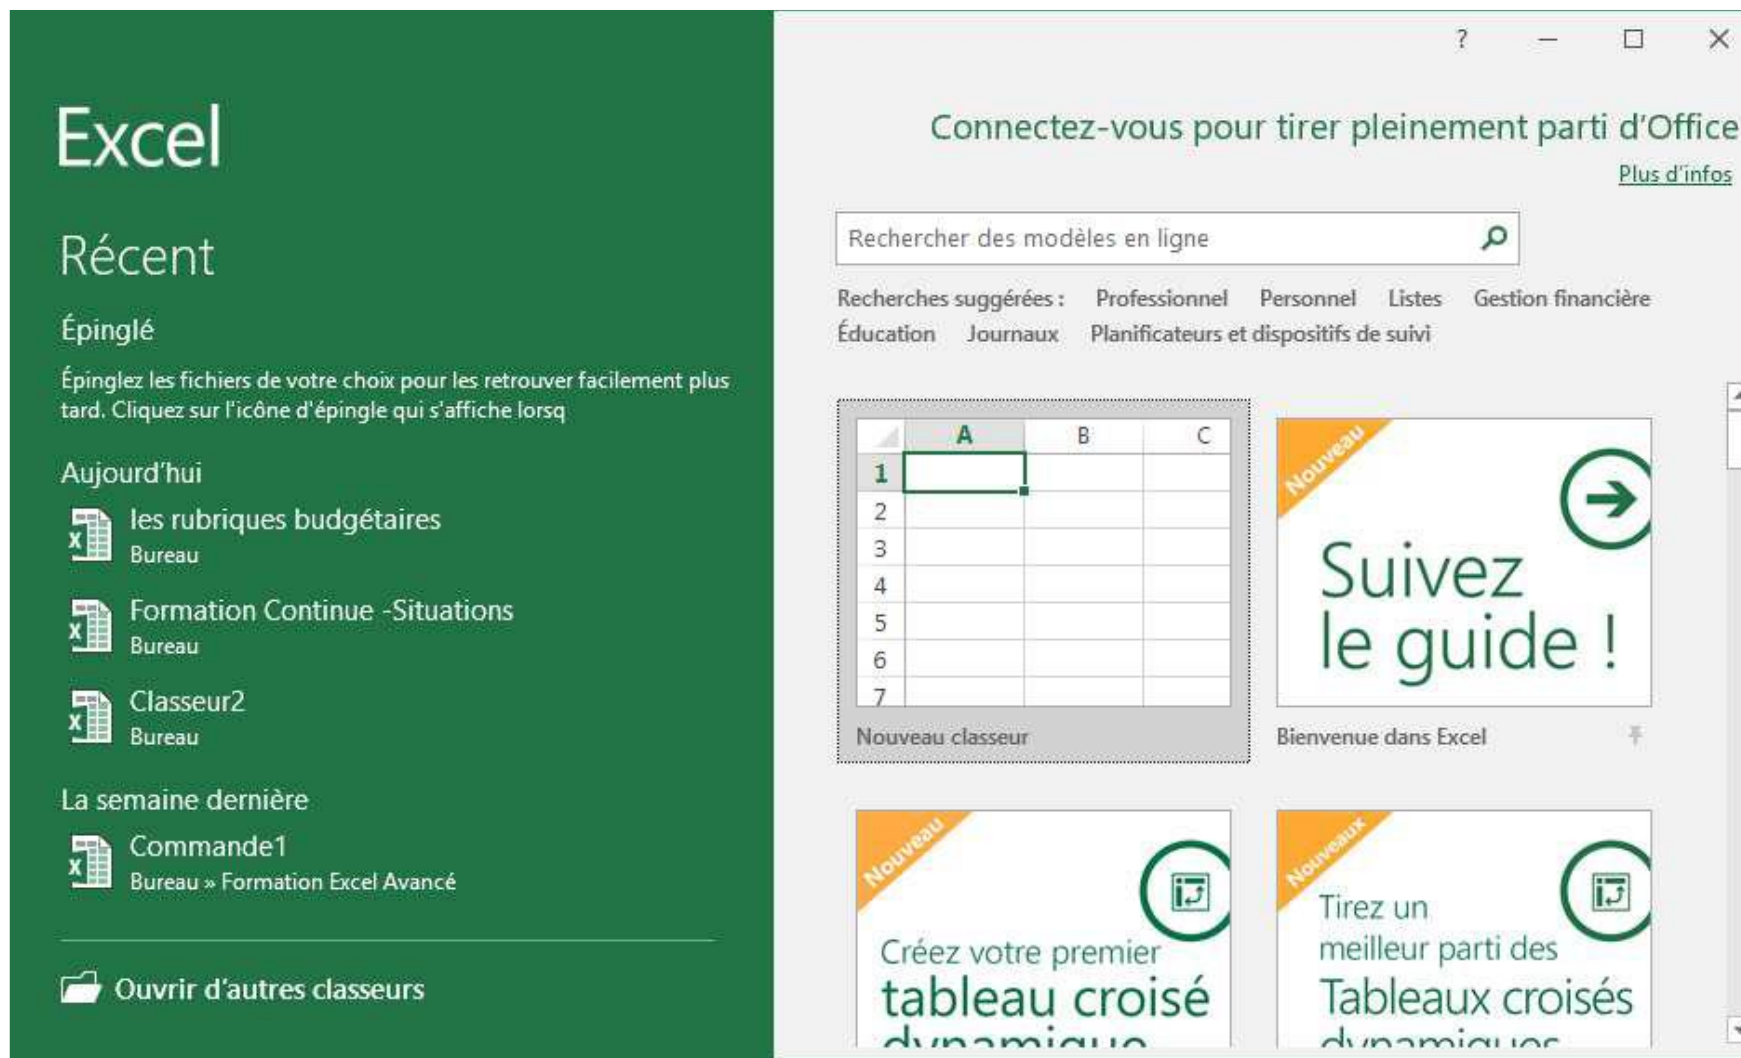 Excel
Récent
Épinglé
Épinglez les fichiers de votre choix pour les retrouver facilement plus
tard. Cliquez sur l'icône d'épingle qui s'affiche lorsq
Aujourd'hui
les rubriques budgétaires
Bureau
Formation Continue -Situations
Bureau
Classeur2
Bureau
La semaine dernière
Commande1
Bureau » Formation Excel Avancé
Ouvrir d'autres classeurs
?
Connectez-vous pour tirer pleinement parti d'Office
Plus d'infos
Rechercher des modèles en ligne
Recherches suggérées : Professionnel Personnel Listes Gestion financière
Éducation Journaux Planificateurs et dispositifs de suivi
A B C
1
2
3
4
5
6
7
Nouveau classeur
Nouveau
Suivez
le guide !
Bienvenue dans Excel
Nouveau
Créez votre premier
tableau croisé
dynamique
Nouveaux
Tirez un
meilleur parti des
Tableaux croisés
dynamiques